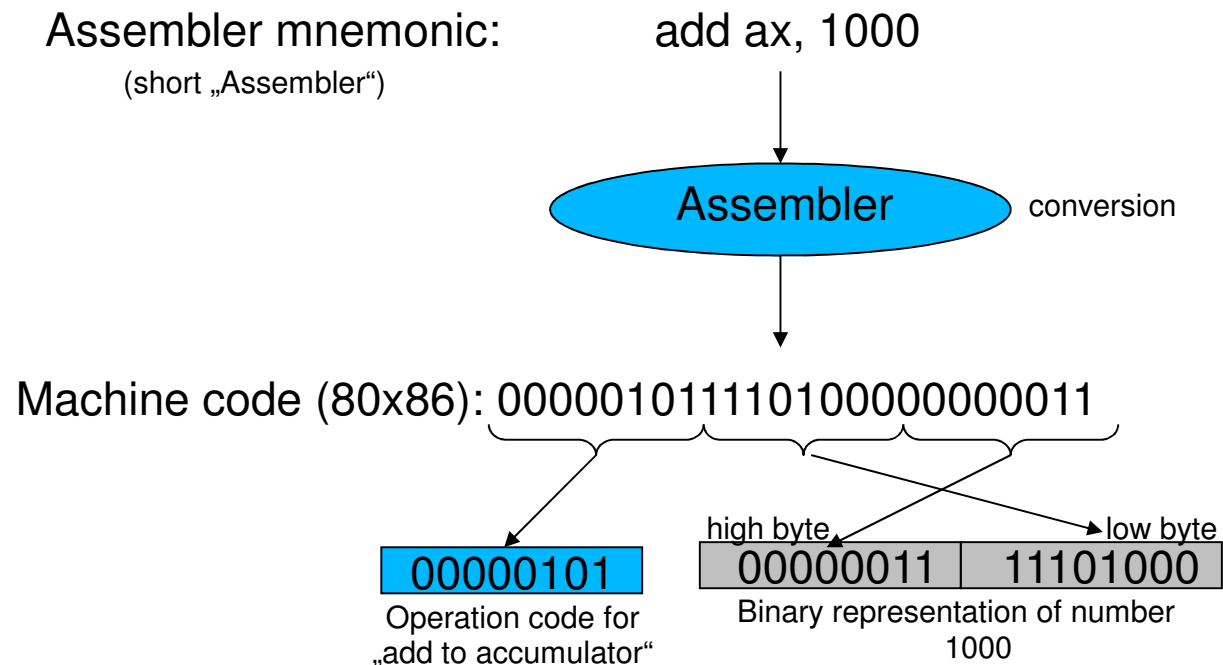 Assembler mnemonic: add ax, 1000
(short „Assembler“)
Assembler
conversion
Machine code (80x86): 000001011110100000000011
high byte low byte
00000101
00000011 11101000
Operation code for
„add to accumulator“
Binary representation of number
1000